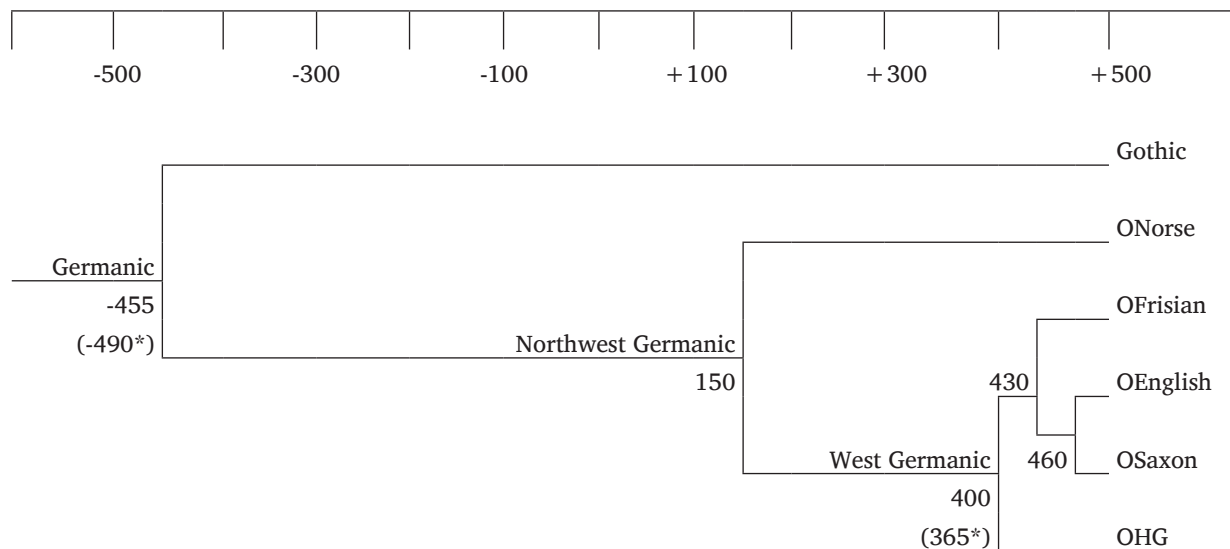 -500 -300 -100 +100 +300 +500
Gothic
ONorse
Germanic
-455
(-490*)
OFrisian
Northwest Germanic
150
430
OEnglish
West Germanic
460
OSaxon
400
(365*)
OHG